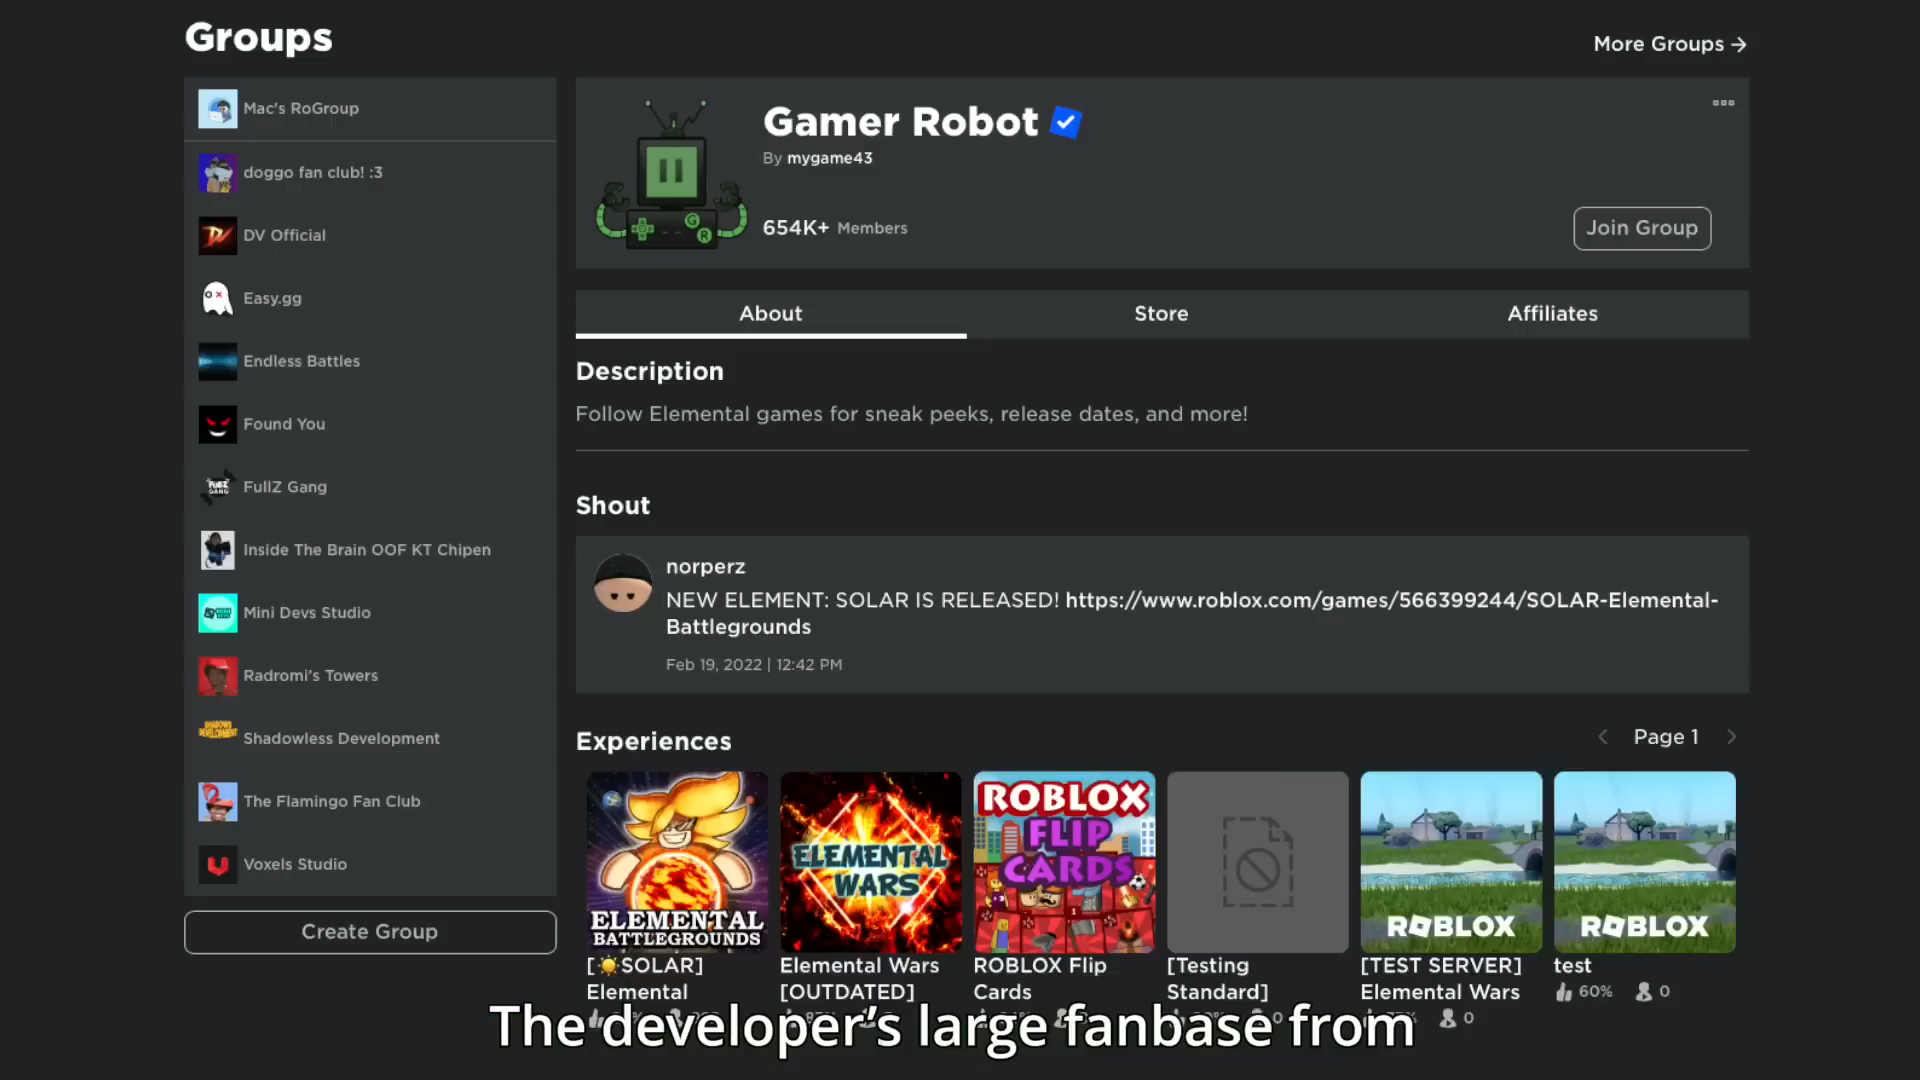 Groups
More Groups →
Mac's RoGroup
doggo fan club! :3
DV Official
Easy.gg
Endless Battles
Found You
FullZ Gang
Inside The Brain OOF KT Chipen
Mini Devs Studio
Radromi's Towers
Shadowless Development
The Flamingo Fan Club
Voxels Studio
Create Group
Gamer Robot
By mygame43
654K+ Members
Join Group
About
Store
Affiliates
Description
Follow Elemental games for sneak peeks, release dates, and more!
Shout
norperz
NEW ELEMENT: SOLAR IS RELEASED! https://www.roblox.com/games/566399244/SOLAR-Elemental-
Battlegrounds
Feb 19, 2022 | 12:42 PM
Experiences
Page 1
ELEMENTAL
BATTLEGROUNDS
[☀️SOLAR]
Elemental
ELEMENTAL
WARS
Elemental Wars
[OUTDATED]
ROBLOX
FLIP
CARDS
ROBLOX Flip
Cards
[Testing
Standard]
ROBLOX
[TEST SERVER]
Elemental Wars
0
ROBLOX
test
60% 0
The developer's large fanbase from